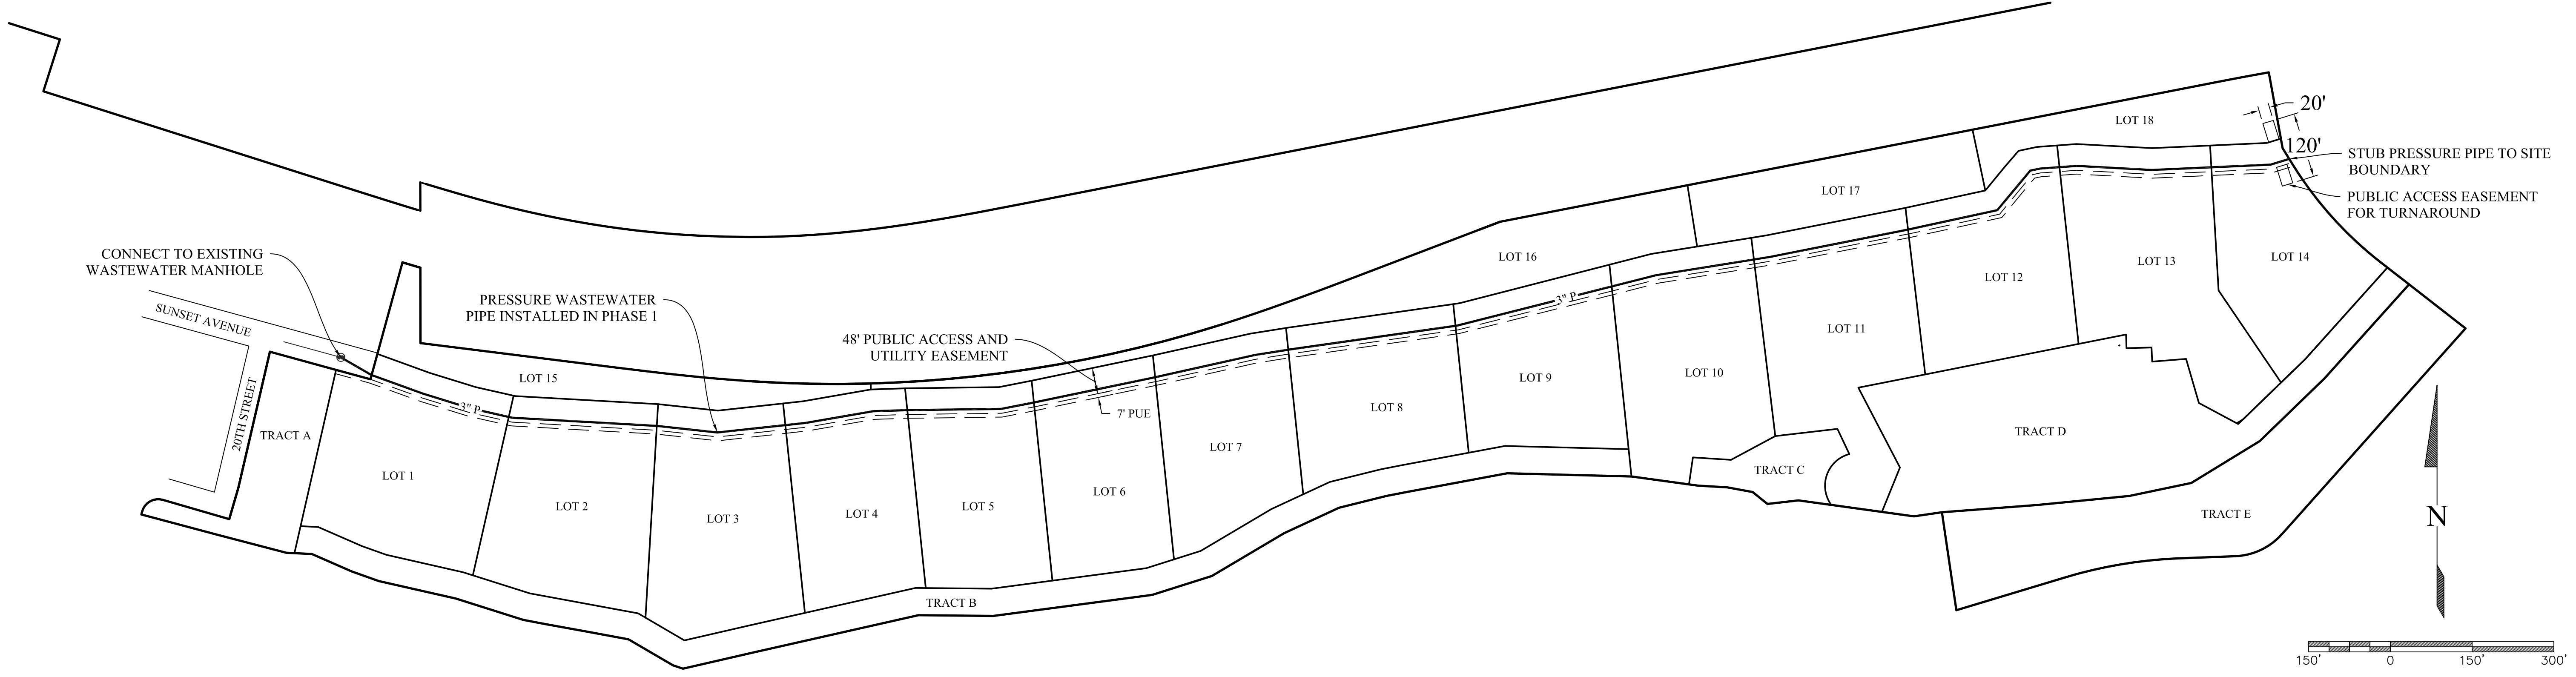 20'
LOT 18
120'
STUB PRESSURE PIPE TO SITE
BOUNDARY
PUBLIC ACCESS EASEMENT
FOR TURNAROUND
LOT 17
LOT 16
LOT 14
LOT 13
LOT 12
CONNECT TO EXISTING
WASTEWATER MANHOLE
PRESSURE WASTEWATER
PIPE INSTALLED IN PHASE 1
3" P
SUNSET AVENUE
LOT 11
48' PUBLIC ACCESS AND
UTILITY EASEMENT
LOT 15
LOT 10
LOT 9
3" P
LOT 8
7' PUE
20TH STREET
TRACT A
TRACT D
LOT 7
TRACT C
LOT 1
LOT 6
LOT 2
LOT 5
LOT 4
LOT 3
TRACT E
N
TRACT B
150'
0
150'
300'